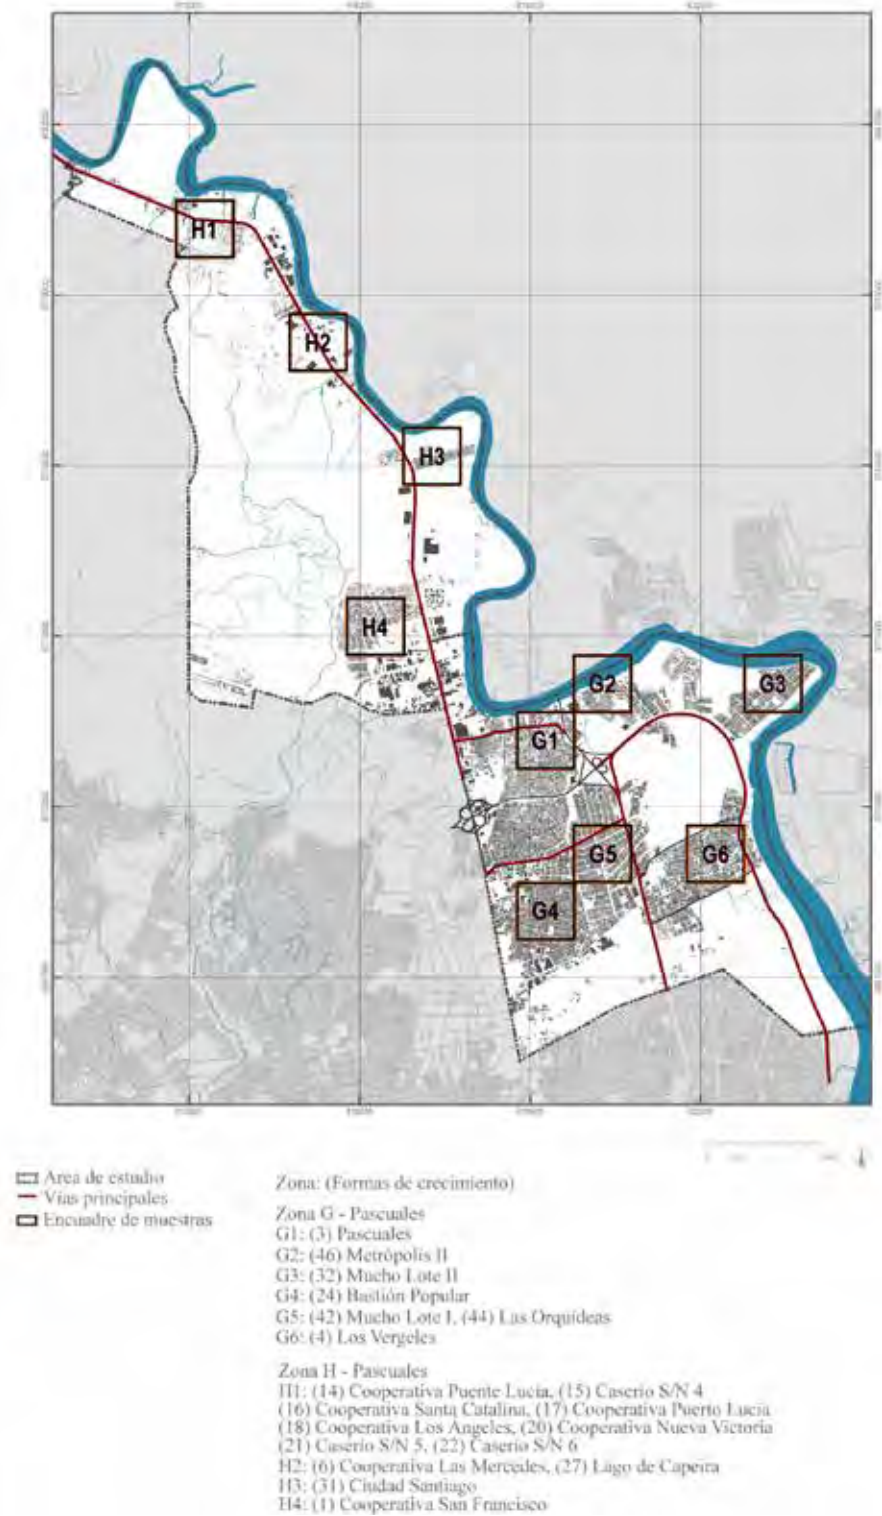 H1
H2
H3
H4
G2
G3
G1
G5
G6
G4
Area de estudio
Vías principales
Encuadre de muestras
Zona: (Formas de crecimiento)
Zona G - Pascuales
G1: (3) Pascuales
G2: (46) Metrópolis II
G3: (32) Mucho Lote II
G4: (24) Bastión Popular
G5: (42) Mucho Lote I, (44) Las Orquídeas
G6: (4) Los Vergeles
Zona H - Pascuales
H1: (14) Cooperativa Puente Lucia, (15) Caserio S/N 4
(16) Cooperativa Santa Catalina, (17) Cooperativa Puerto Lucia
(18) Cooperativa Los Angeles, (20) Cooperativa Nueva Victoria
(21) Caserio S/N 5, (22) Caserio S/N 6
H2: (6) Cooperativa Las Mercedes, (27) Lago de Capeira
H3: (31) Ciudad Santiago
H4: (1) Cooperativa San Francisco